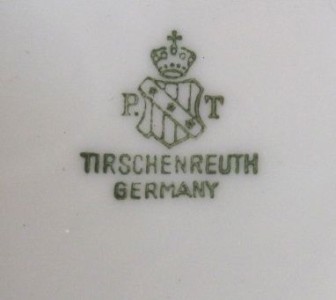 P. T
TIRSCHENREUTH
GERMANY